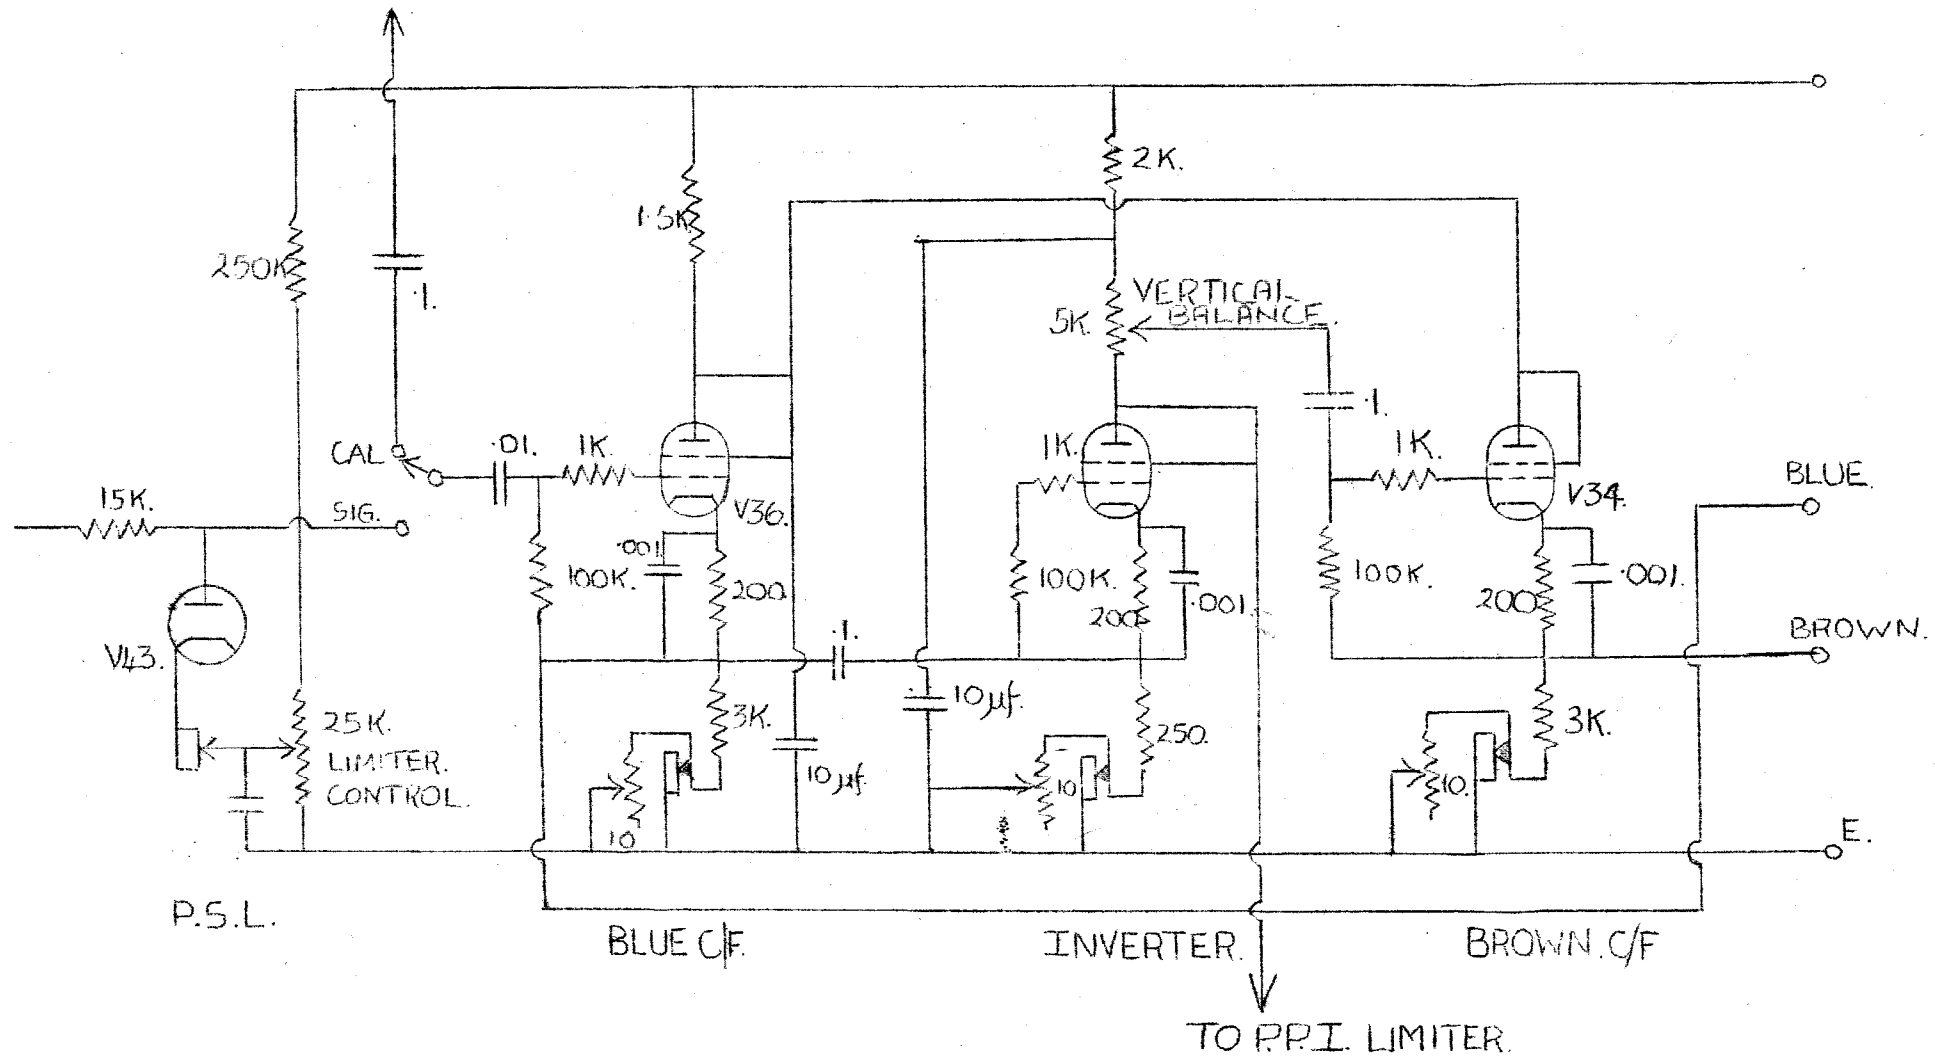 2K.
1.5K
250K
.1.
VERTICAL
BALANCE.
5K.
.1.
CAL
.01.
1K.
1K.
1K.
BLUE.
15K.
SIG.
V36.
V34.
.001
100K.
200
100K.
200
.001
100K.
200
.001.
BROWN.
V43.
.1.
25K.
LIMITER.
CONTROL.
3K.
10µf.
10µf.
250.
3K.
10
10
10.
E.
P.S.L.
BLUE C/F.
INVERTER.
BROWN. C/F
TO P.P.I. LIMITER.